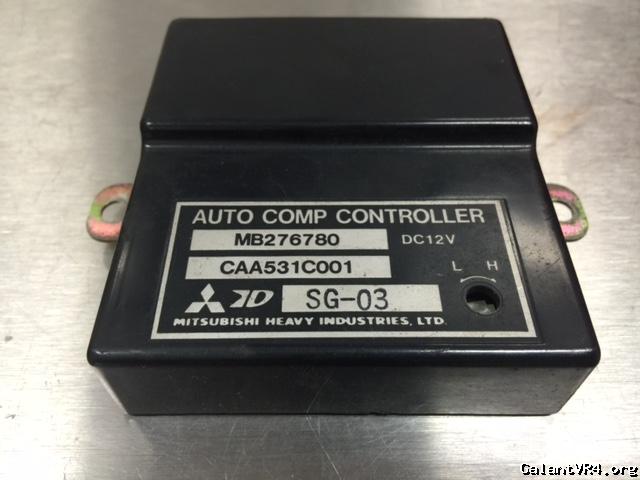 AUTO COMP CONTROLLER
MB276780 DC12V
CAA531C001
L H
SG-03
MITSUBISHI HEAVY INDUSTRIES, LTD.
GalantVR4.org